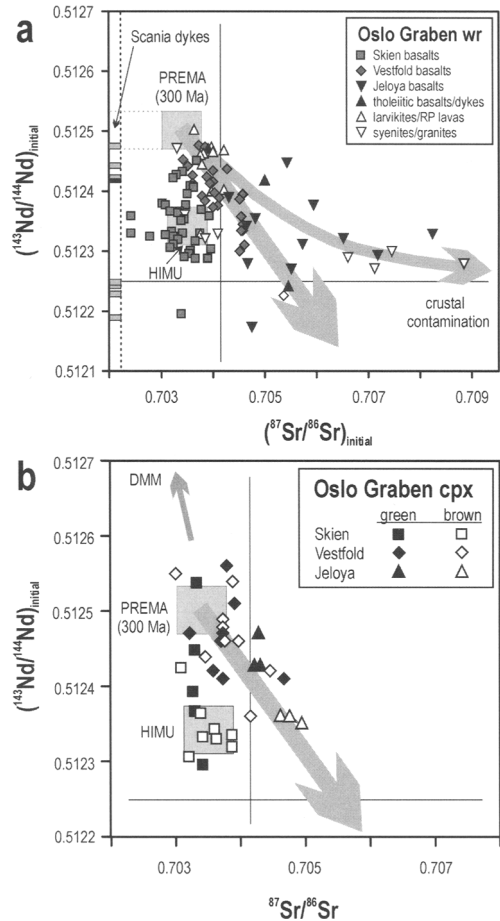 a
Oslo Graben wr
Skien basalts
Vestfold basalts
Jeloya basalts
tholeiitic basalts/dykes
larvikites/RP lavas
syenites/granites
Scania dykes
PREMA
(300 Ma)
HIMU
crustal
contamination
0.5127
0.5126
0.5125
0.5124
0.5123
0.5122
0.5121
(¹⁴³Nd/¹⁴⁴Nd)initial
0.703
0.705
0.707
0.709
(⁸⁷Sr/⁸⁶Sr)initial
b
Oslo Graben cpx
green brown
Skien
Vestfold
Jeloya
DMM
PREMA
(300 Ma)
HIMU
0.5127
0.5126
0.5125
0.5124
0.5123
0.5122
(¹⁴³Nd/¹⁴⁴Nd)initial
0.703
0.705
0.707
⁸⁷Sr/⁸⁶Sr